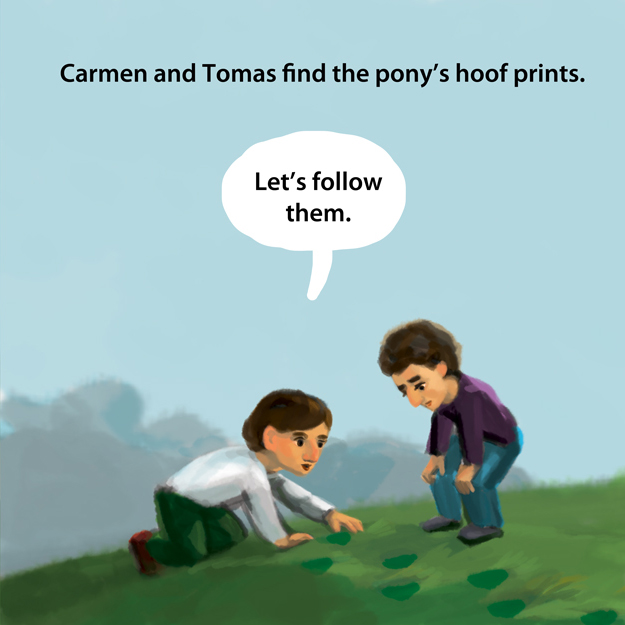 Carmen and Tomas find the pony’s hoof prints.
Let’s follow
them.